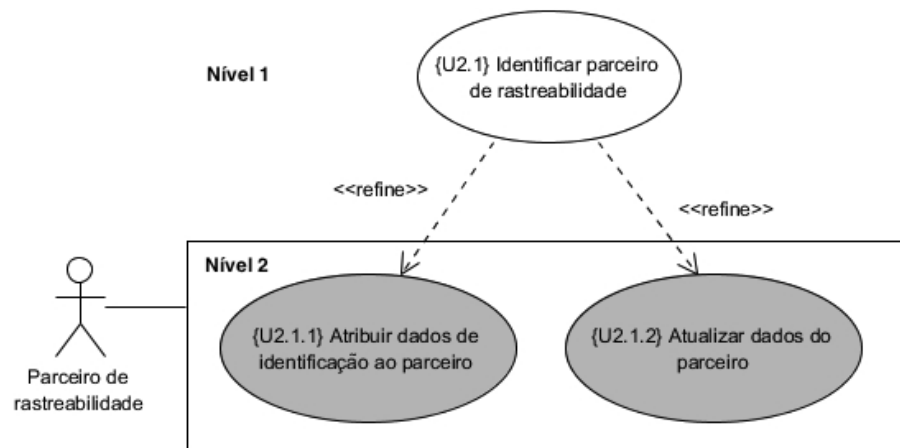 Nível 1
{U2.1} Identificar parceiro
de rastreabilidade
<<refine>>
<<refine>>
Nível 2
{U2.1.1} Atribuir dados de
identificação ao parceiro
{U2.1.2} Atualizar dados do
parceiro
Parceiro de
rastreabilidade